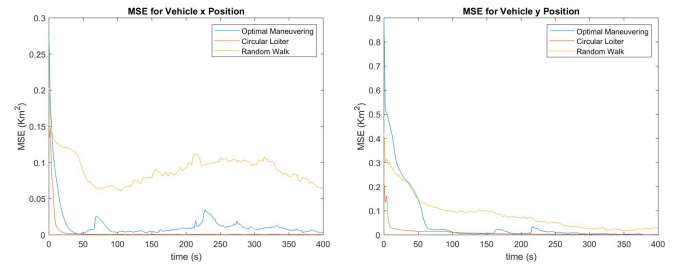 MSE for Vehicle x Position
0.3
0.25
0.2
0.15
0.1
0.05
0
MSE (Km²)
Optimal Maneuvering
Circular Loiter
Random Walk
0 50 100 150 200 250 300 350 400
time (s)
MSE for Vehicle y Position
0.9
0.8
0.7
0.6
0.5
0.4
0.3
0.2
0.1
0
MSE (Km²)
Optimal Maneuvering
Circular Loiter
Random Walk
0 50 100 150 200 250 300 350 400
time (s)